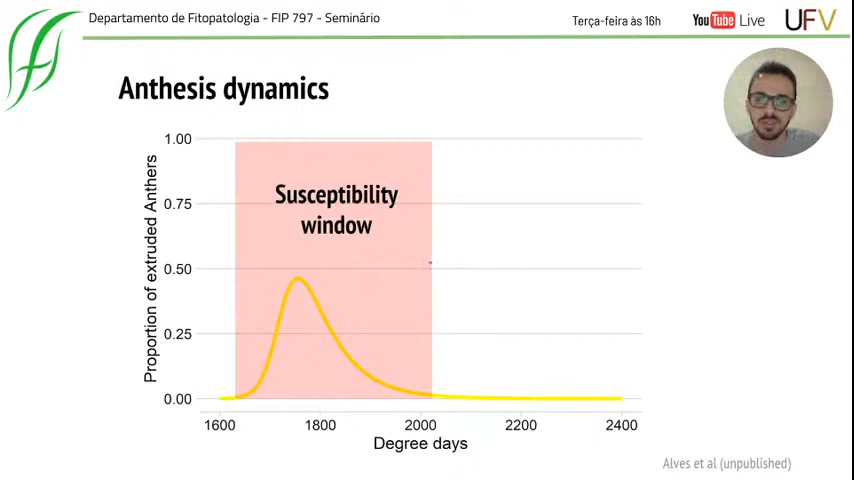 Departamento de Fitopatologia - FIP 797 - Seminário
Terça-feira às 16h
YouTube Live
UFV
Anthesis dynamics
1.00
0.75
0.50
0.25
0.00
Proportion of extruded Anthers
Susceptibility
window
1600 1800 2000 2200 2400
Degree days
Alves et al (unpublished)